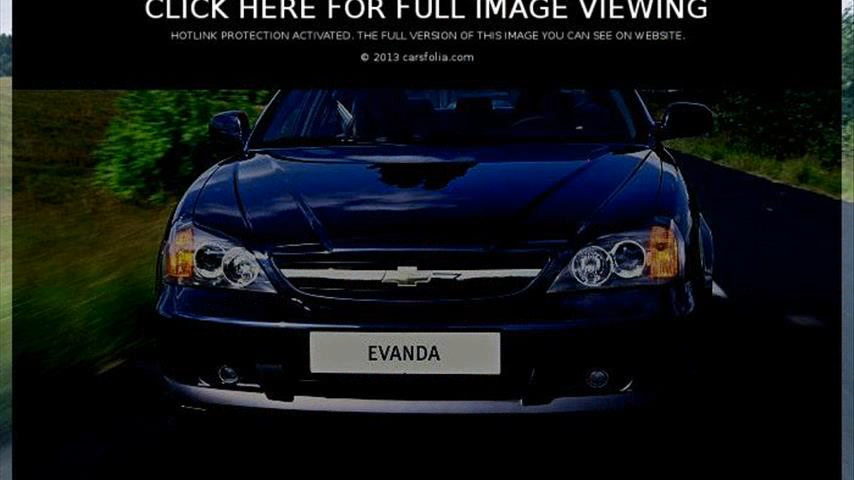 CLICK HERE FOR FULL IMAGE VIEWING
HOTLINK PROTECTION ACTIVATED. THE FULL VERSION OF THIS IMAGE YOU CAN SEE ON WEBSITE.
© 2013 carsfolia.com
EVANDA